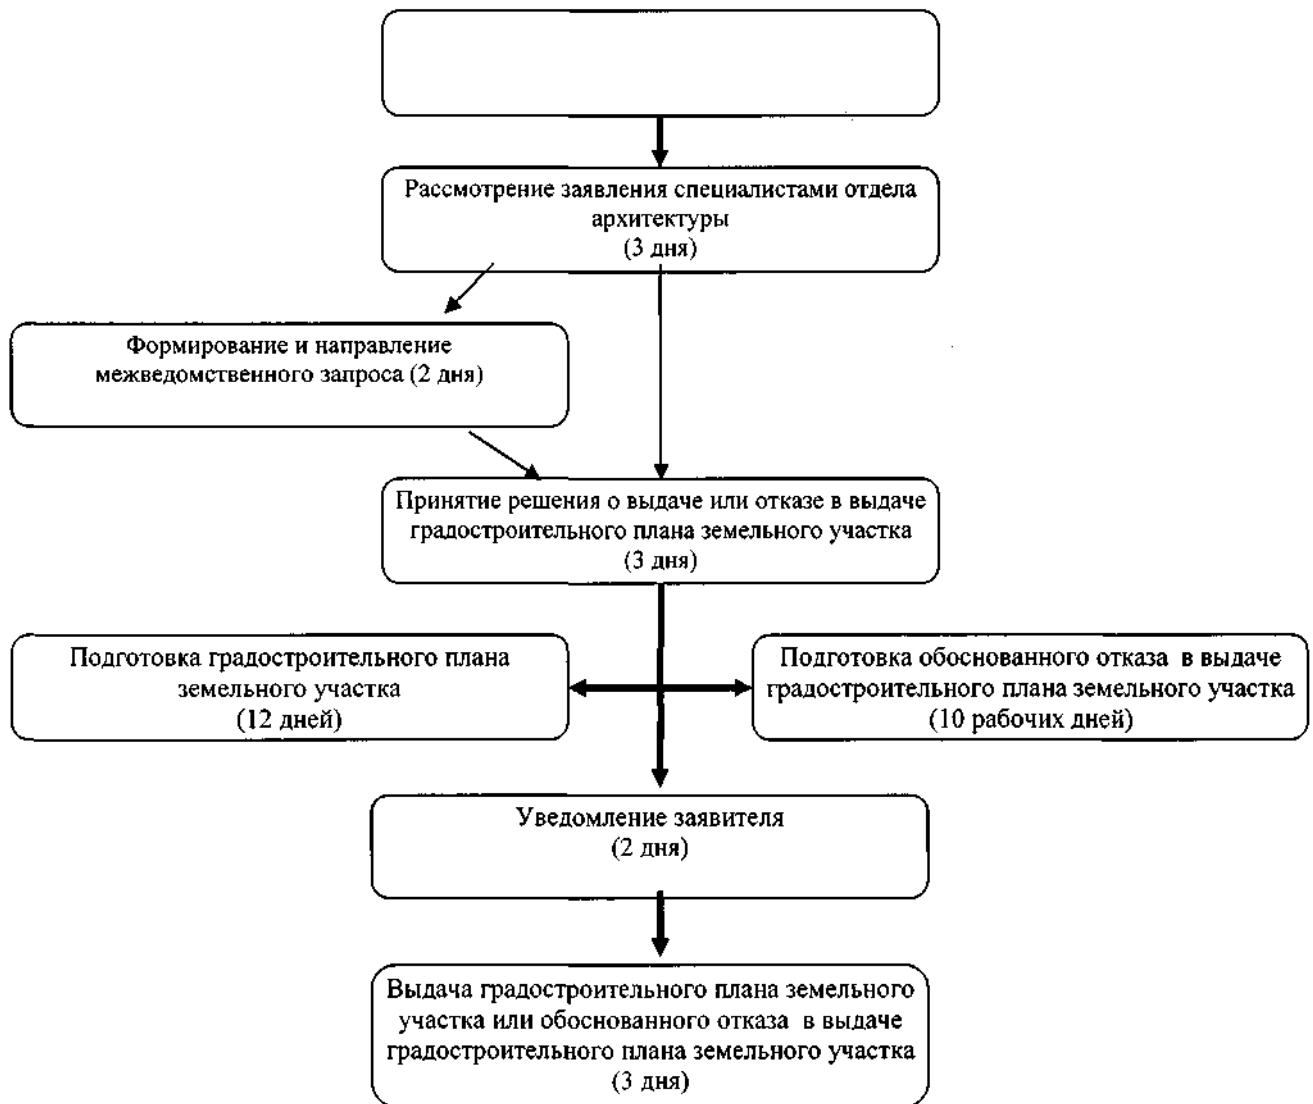 Рассмотрение заявления специалистами отдела
архитектуры
(3 дня)
Формирование и направление
межведомственного запроса (2 дня)
Принятие решения о выдаче или отказе в выдаче
градостроительного плана земельного участка
(3 дня)
Подготовка градостроительного плана
земельного участка
(12 дней)
Подготовка обоснованного отказа в выдаче
градостроительного плана земельного участка
(10 рабочих дней)
Уведомление заявителя
(2 дня)
Выдача градостроительного плана земельного
участка или обоснованного отказа в выдаче
градостроительного плана земельного участка
(3 дня)